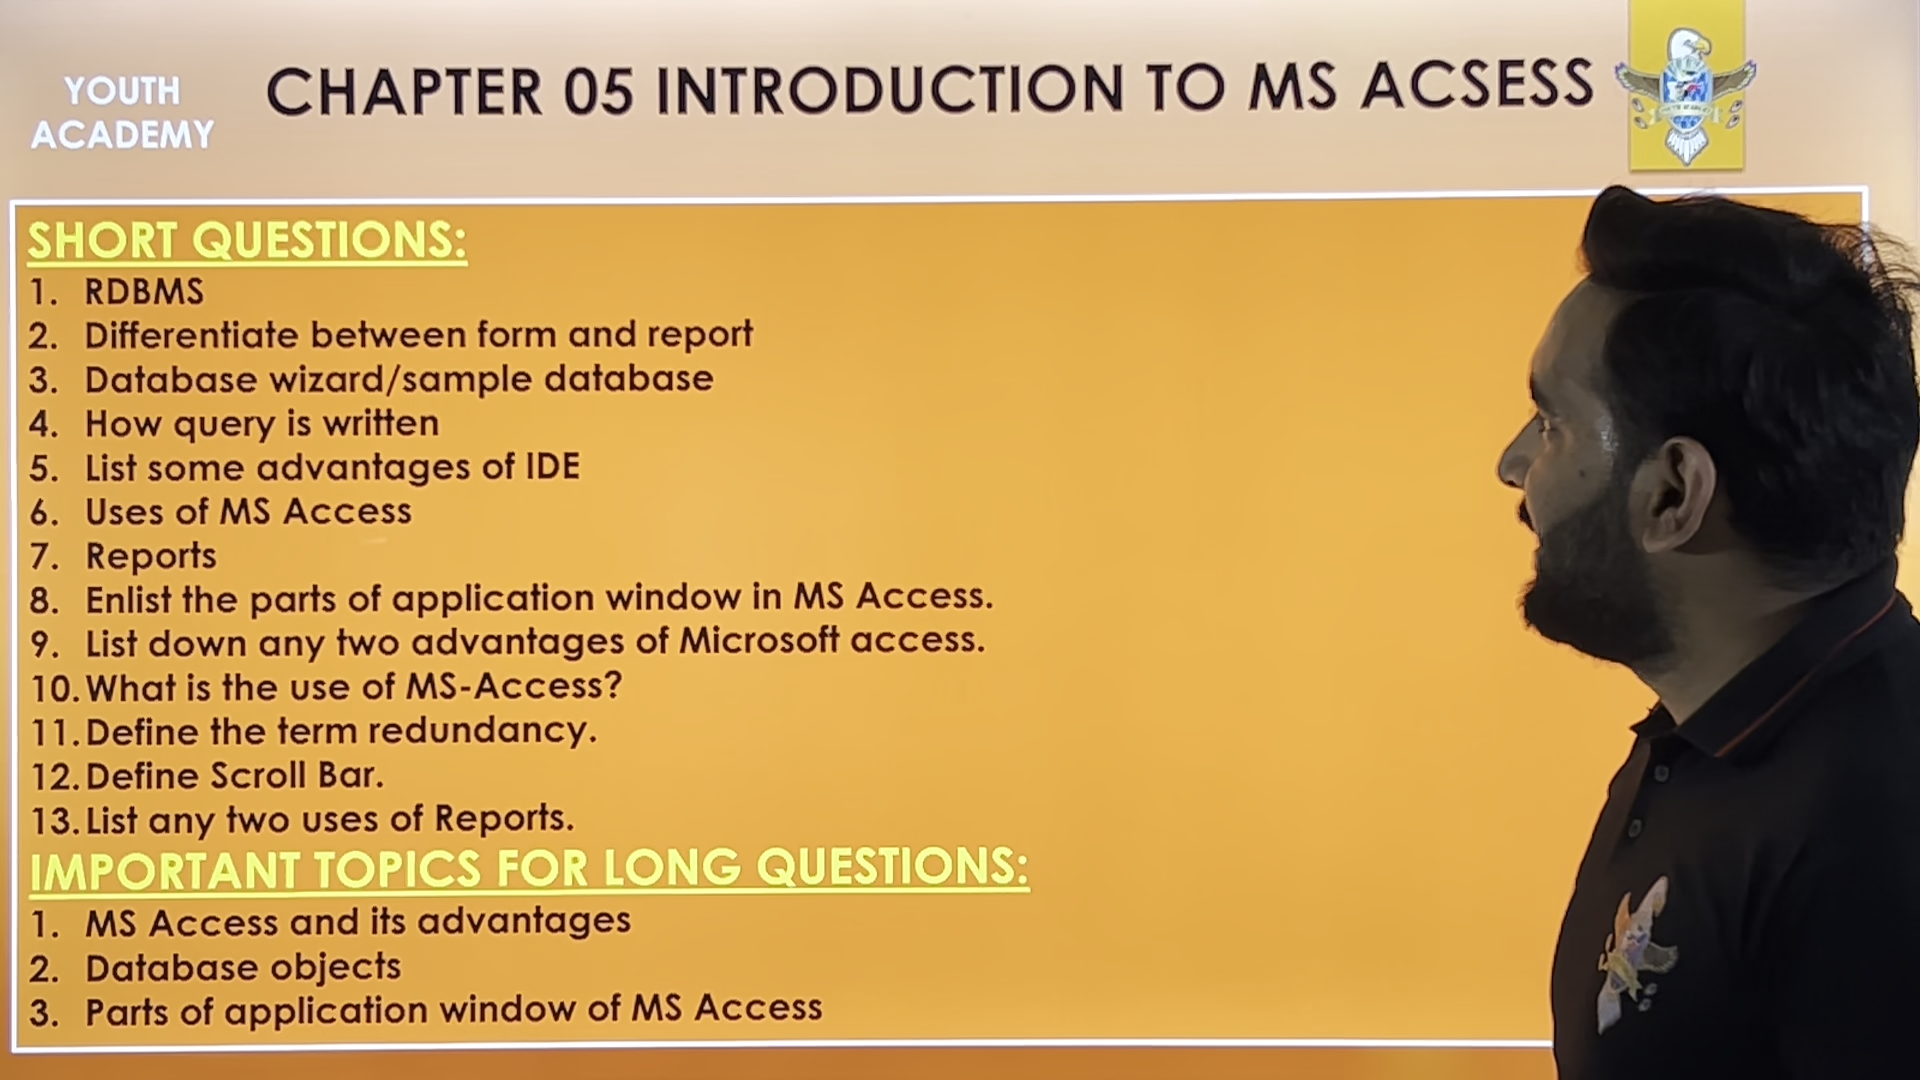 YOUTH
ACADEMY
CHAPTER 05 INTRODUCTION TO MS ACSESS
SHORT QUESTIONS:
1. RDBMS
2. Differentiate between form and report
3. Database wizard/sample database
4. How query is written
5. List some advantages of IDE
6. Uses of MS Access
7. Reports
8. Enlist the parts of application window in MS Access.
9. List down any two advantages of Microsoft access.
10. What is the use of MS-Access?
11. Define the term redundancy.
12. Define Scroll Bar.
13. List any two uses of Reports.
IMPORTANT TOPICS FOR LONG QUESTIONS:
1. MS Access and its advantages
2. Database objects
3. Parts of application window of MS Access